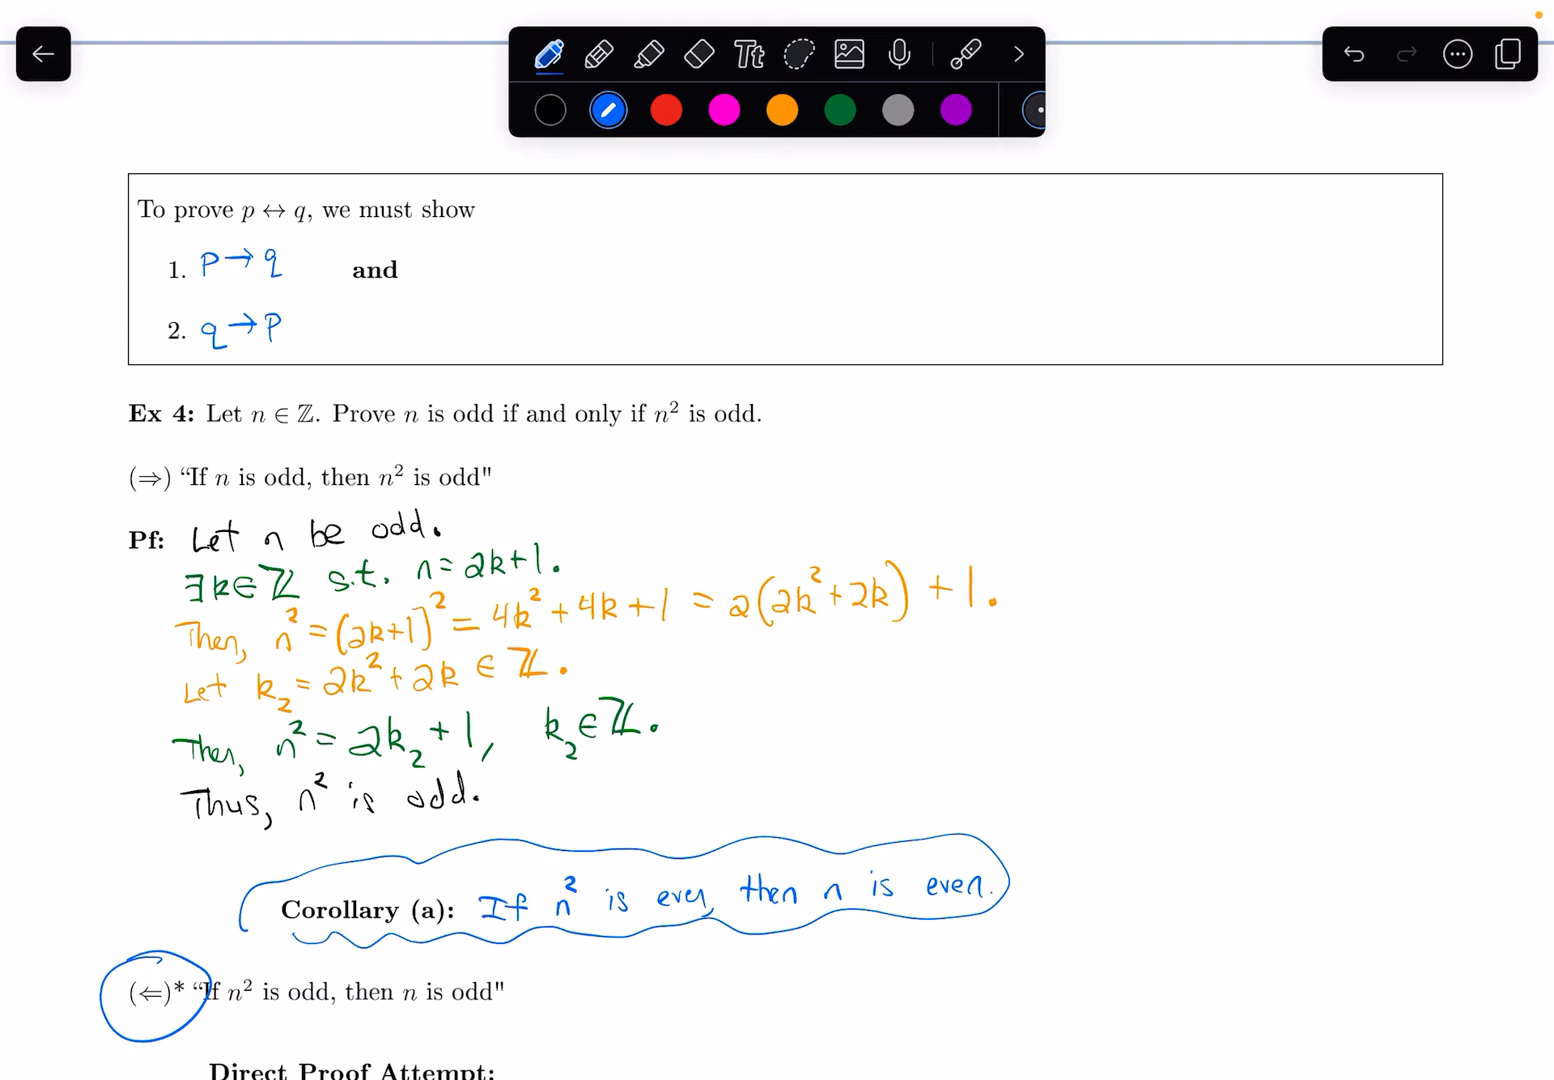 Tt
To prove p ↔ q, we must show
1. p → q and
2. q → p
Ex 4: Let n ∈ ℤ. Prove n is odd if and only if n² is odd.
(⇒) “If n is odd, then n² is odd"
Pf: Let n be odd.
∃k∈ℤ s.t. n=2k+1.
Then, n² = (2k+1)² = 4k² + 4k + 1 = 2(2k² + 2k) + 1.
Let k₂ = 2k² + 2k ∈ ℤ.
Then, n² = 2k₂ + 1, k₂ ∈ ℤ.
Thus, n² is odd.
Corollary (a): If n² is even, then n is even.
(⇐)* “If n² is odd, then n is odd"
Direct Proof Attempt: